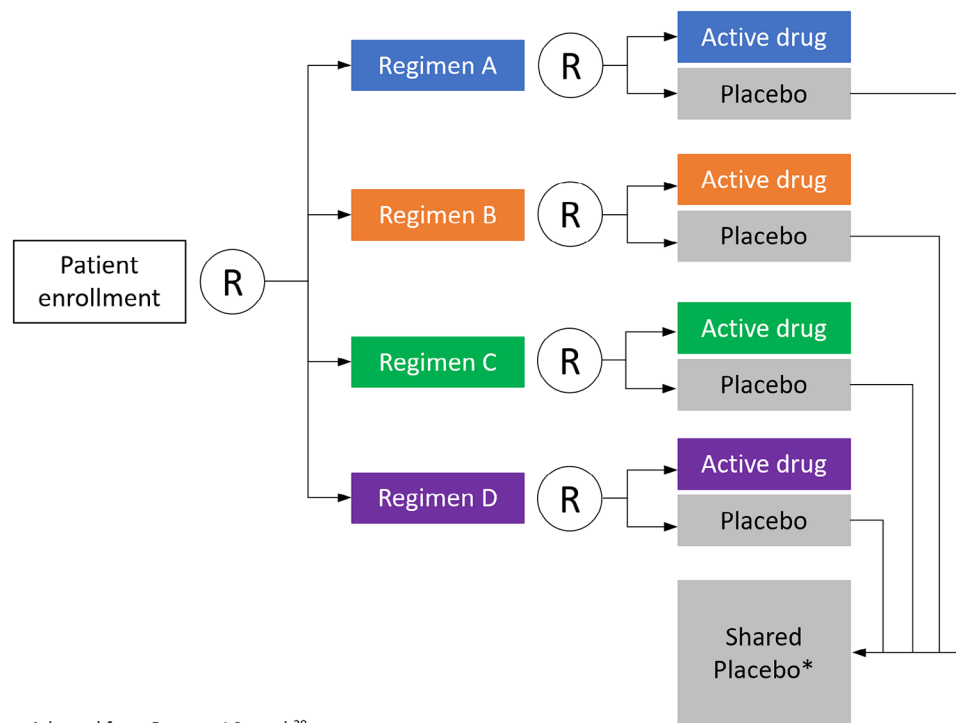 Patient
enrollment
R
Regimen A
R
Active drug
Placebo
Regimen B
R
Active drug
Placebo
Regimen C
R
Active drug
Placebo
Regimen D
R
Active drug
Placebo
Shared
Placebo*